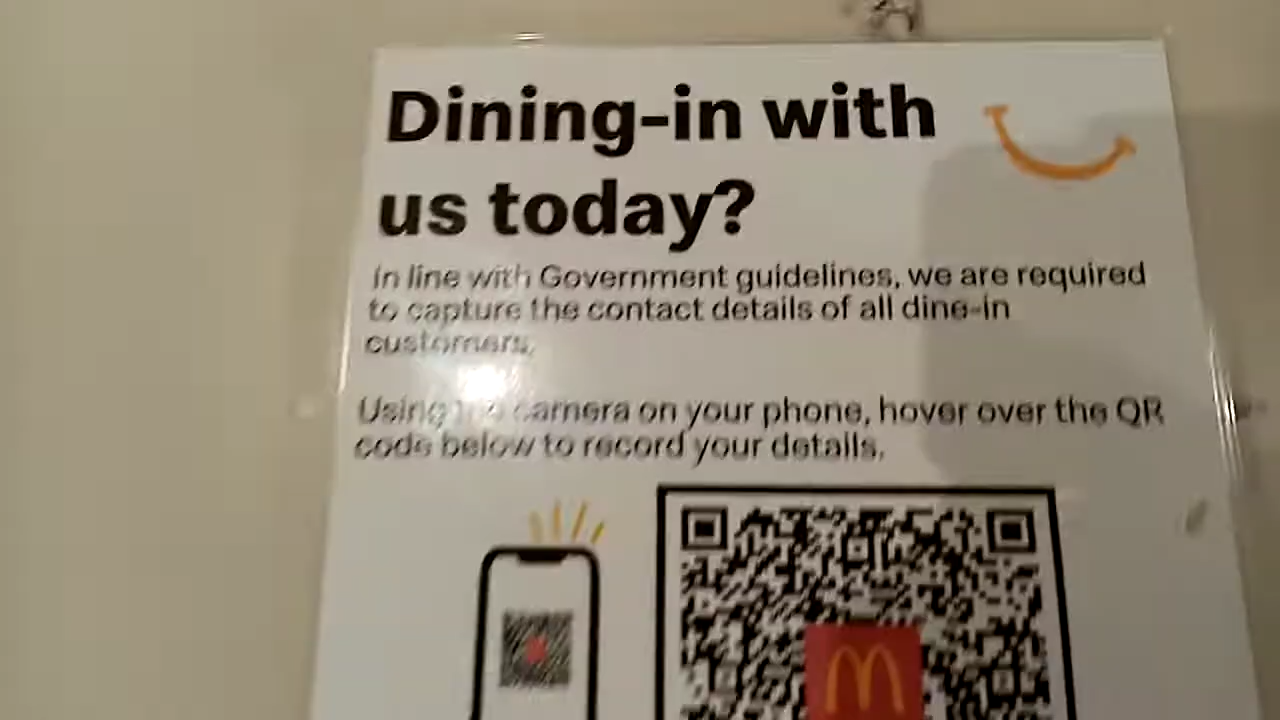 Dining-in with
us today?
In line with Government guidelines, we are required
to capture the contact details of all dine-in
customers.
Using the camera on your phone, hover over the QR
code below to record your details.